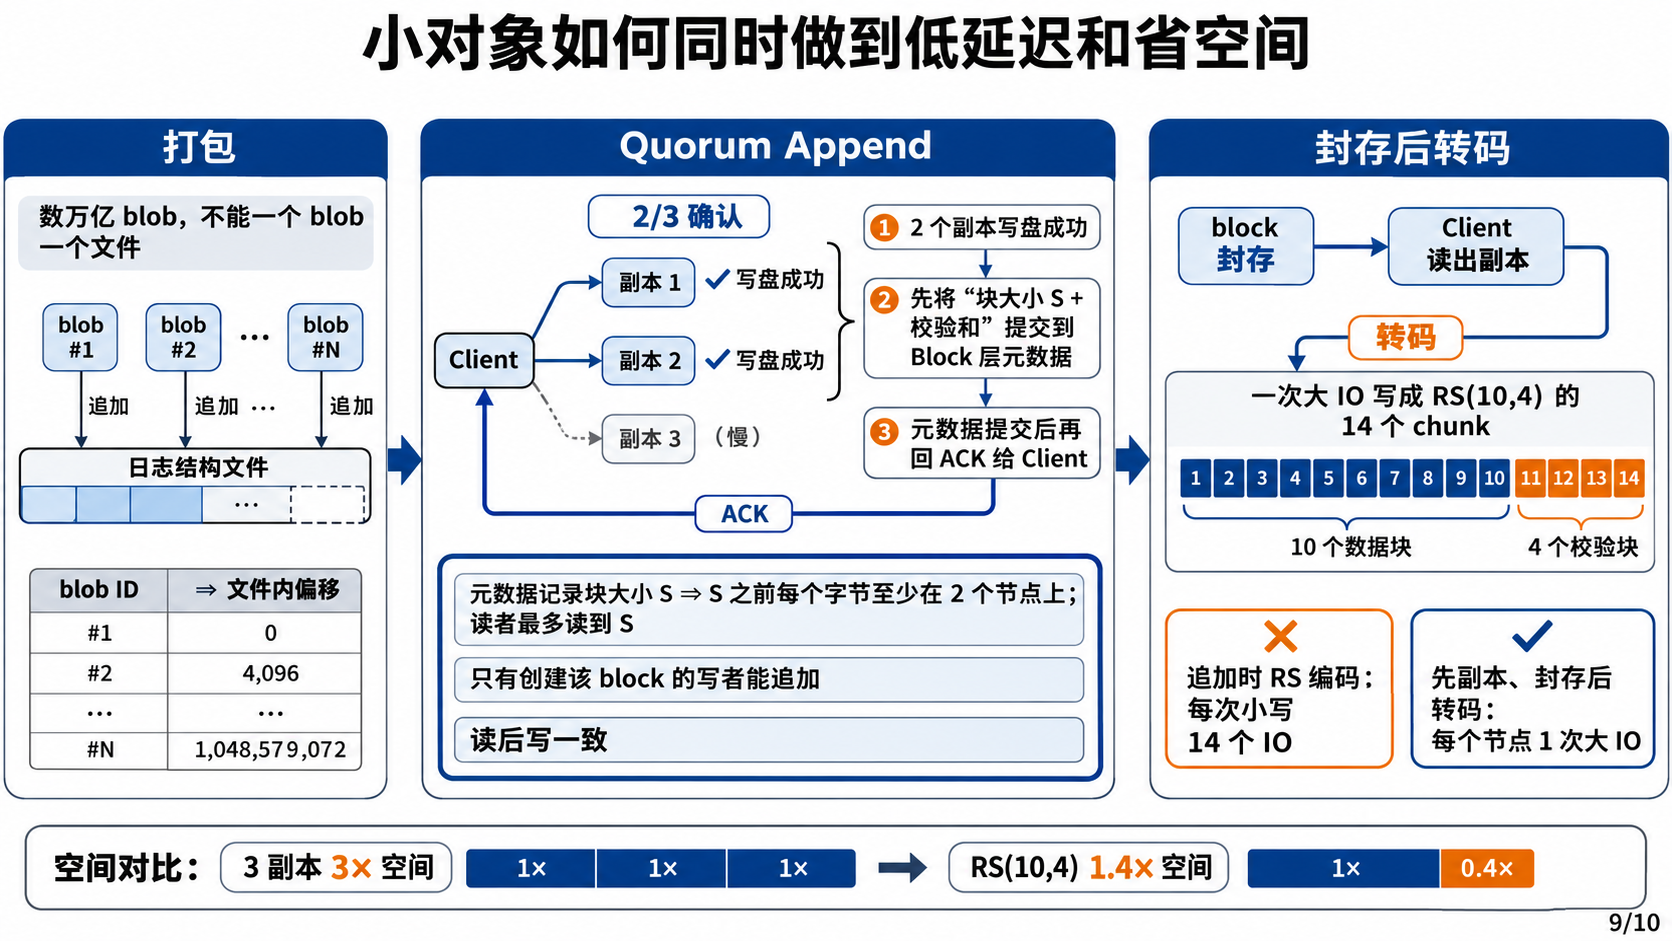 小对象如何同时做到低延迟和省空间
打包
数万亿 blob，不能一个 blob
一个文件
blob
#1
blob
#2
...
blob
#N
追加
追加 ...
追加
日志结构文件
...
blob ID
⇒ 文件内偏移
#1
0
#2
4,096
...
...
#N
1,048,579,072
Quorum Append
2/3 确认
Client
副本 1
✓ 写盘成功
副本 2
✓ 写盘成功
副本 3
（慢）
1 2 个副本写盘成功
2 先将“块大小 S +
校验和”提交到
Block 层元数据
3 元数据提交后再
回 ACK 给 Client
ACK
元数据记录块大小 S ⇒ S 之前每个字节至少在 2 个节点上；
读者最多读到 S
只有创建该 block 的写者能追加
读后写一致
封存后转码
block
封存
Client
读出副本
转码
一次大 IO 写成 RS(10,4) 的
14 个 chunk
1 2 3 4 5 6 7 8 9 10 11 12 13 14
10 个数据块
4 个校验块
✕
追加时 RS 编码：
每次小写
14 个 IO
✓
先副本、封存后
转码：
每个节点 1 次大 IO
空间对比：
3 副本 3× 空间
1×
1×
1×
RS(10,4) 1.4× 空间
1×
0.4×
9/10